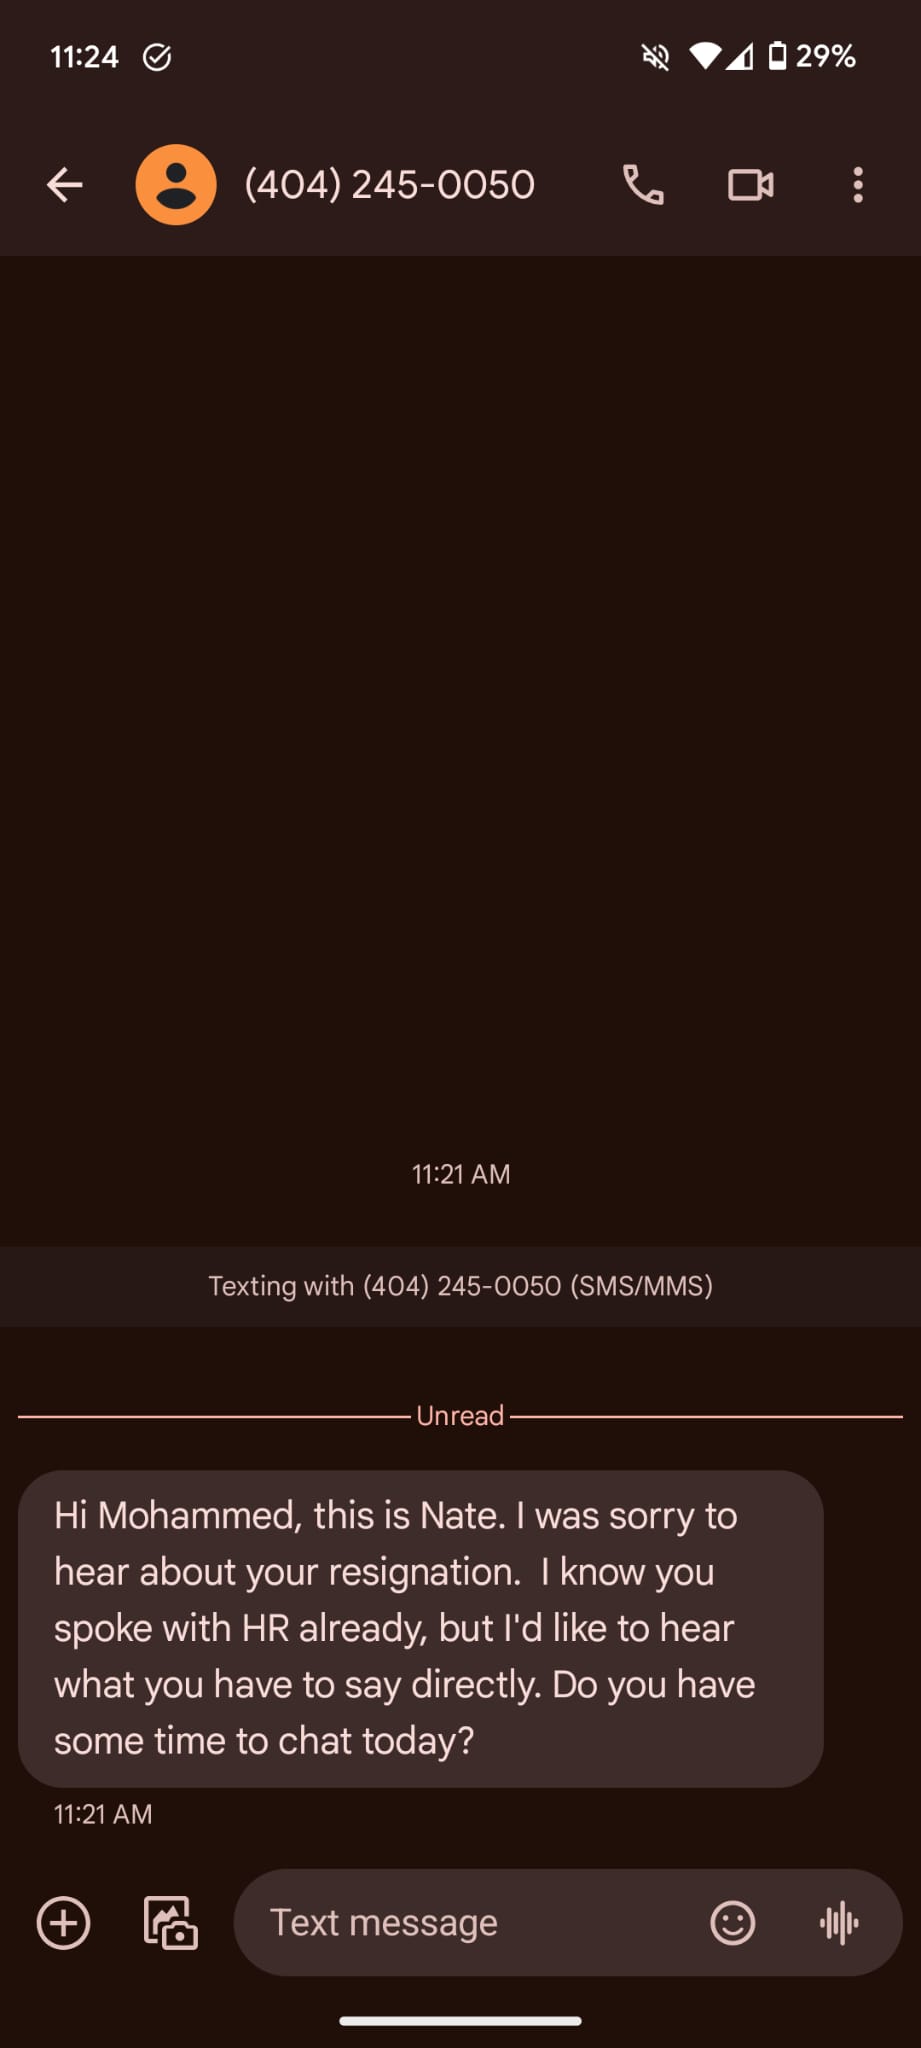 11:24
29%
(404) 245-0050
11:21 AM
Texting with (404) 245-0050 (SMS/MMS)
Unread
Hi Mohammed, this is Nate. I was sorry to
hear about your resignation.  I know you
spoke with HR already, but I'd like to hear
what you have to say directly. Do you have
some time to chat today?
11:21 AM
Text message